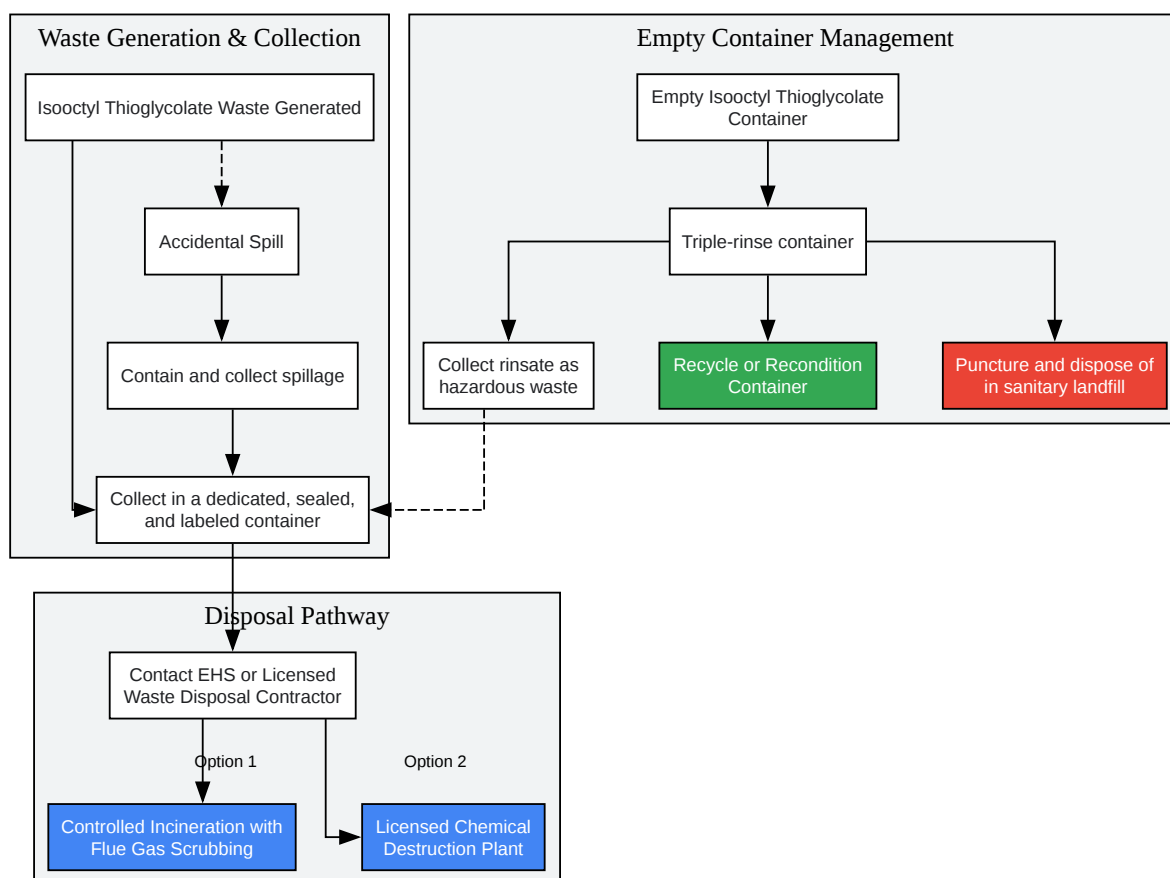 Waste Generation & Collection
Isooctyl Thioglycolate Waste Generated
Accidental Spill
Contain and collect spillage
Collect in a dedicated, sealed,
and labeled container
Empty Container Management
Empty Isooctyl Thioglycolate
Container
Triple-rinse container
Collect rinsate as
hazardous waste
Recycle or Recondition
Container
Puncture and dispose of
in sanitary landfill
Disposal Pathway
Contact EHS or Licensed
Waste Disposal Contractor
Option 1
Option 2
Controlled Incineration with
Flue Gas Scrubbing
Licensed Chemical
Destruction Plant